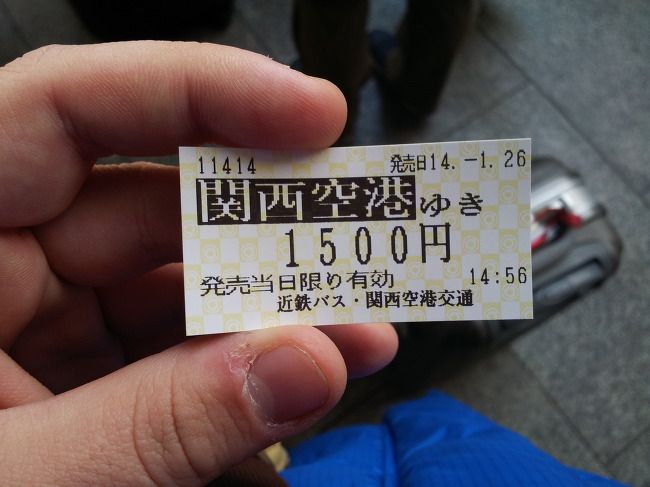 11414 発売日14.-1.26
関西空港ゆき
1500円
発売当日限り有効 14:56
近鉄バス・関西空港交通